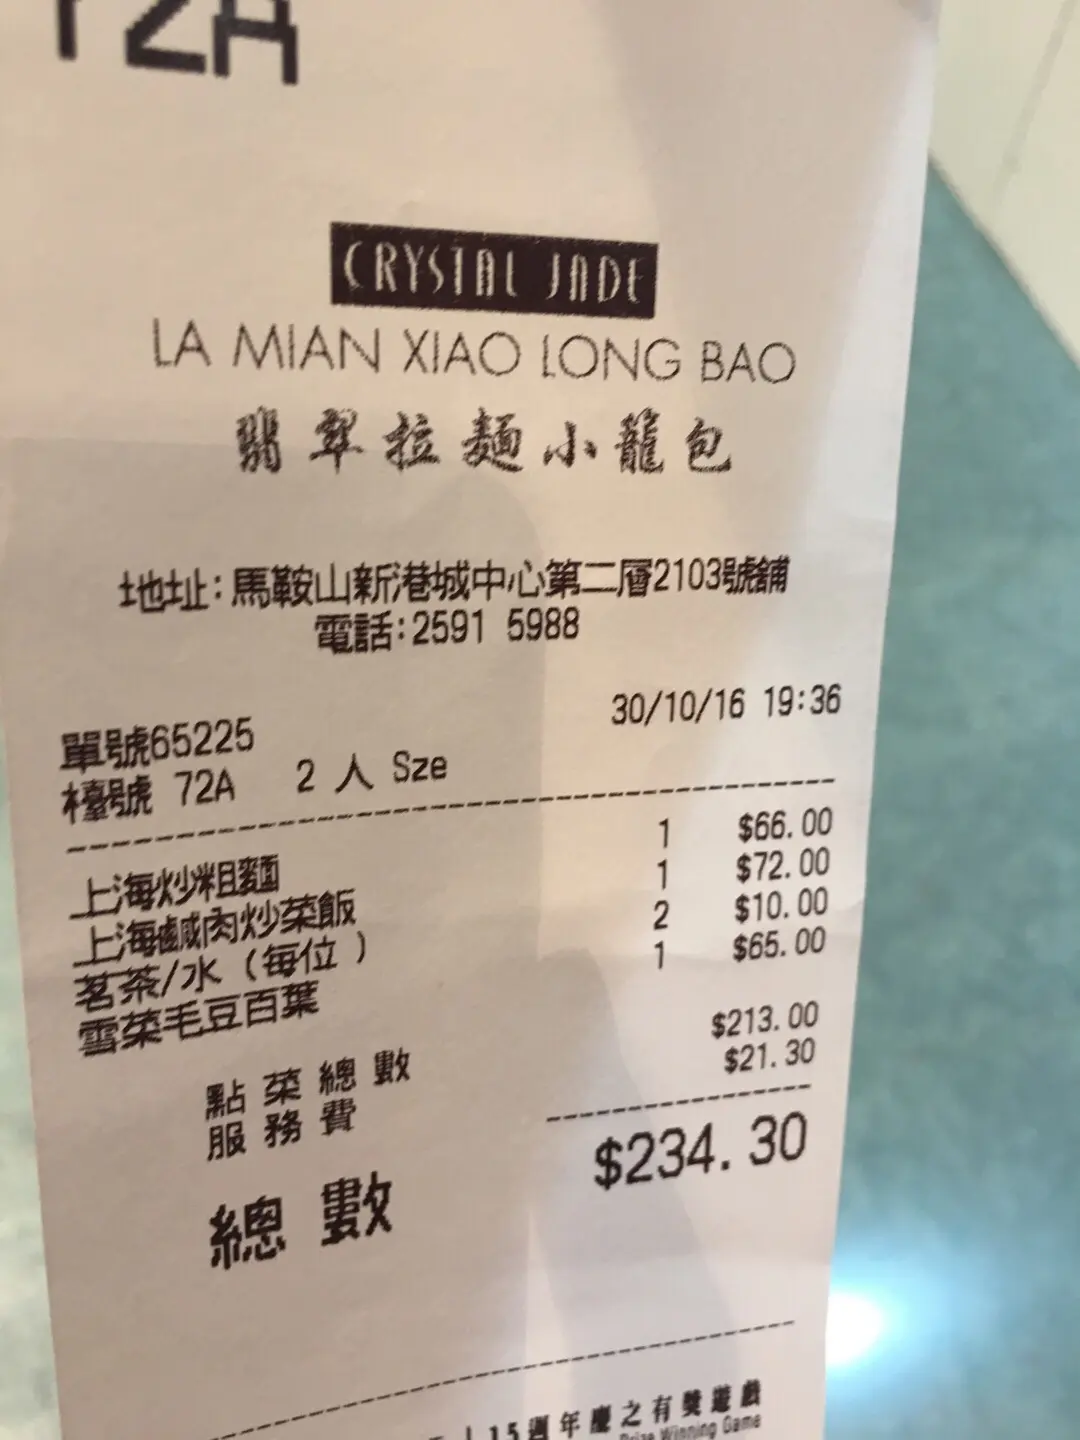 72A
CRYSTAL JADE
LA MIAN XIAO LONG BAO
翡翠拉麵小籠包
地址:馬鞍山新港城中心第二層2103號舖
電話:2591 5988
30/10/16 19:36
單號65225
檯號 72A 2 人 Sze
上海炒粗麵 1 $66.00
上海鹹肉炒菜飯 1 $72.00
茗茶/水 (每位 ) 2 $10.00
雪菜毛豆百葉 1 $65.00
點菜總數 $213.00
服務費 $21.30
總數 $234.30
15週年慶之有獎遊戲
Prize Winning Game